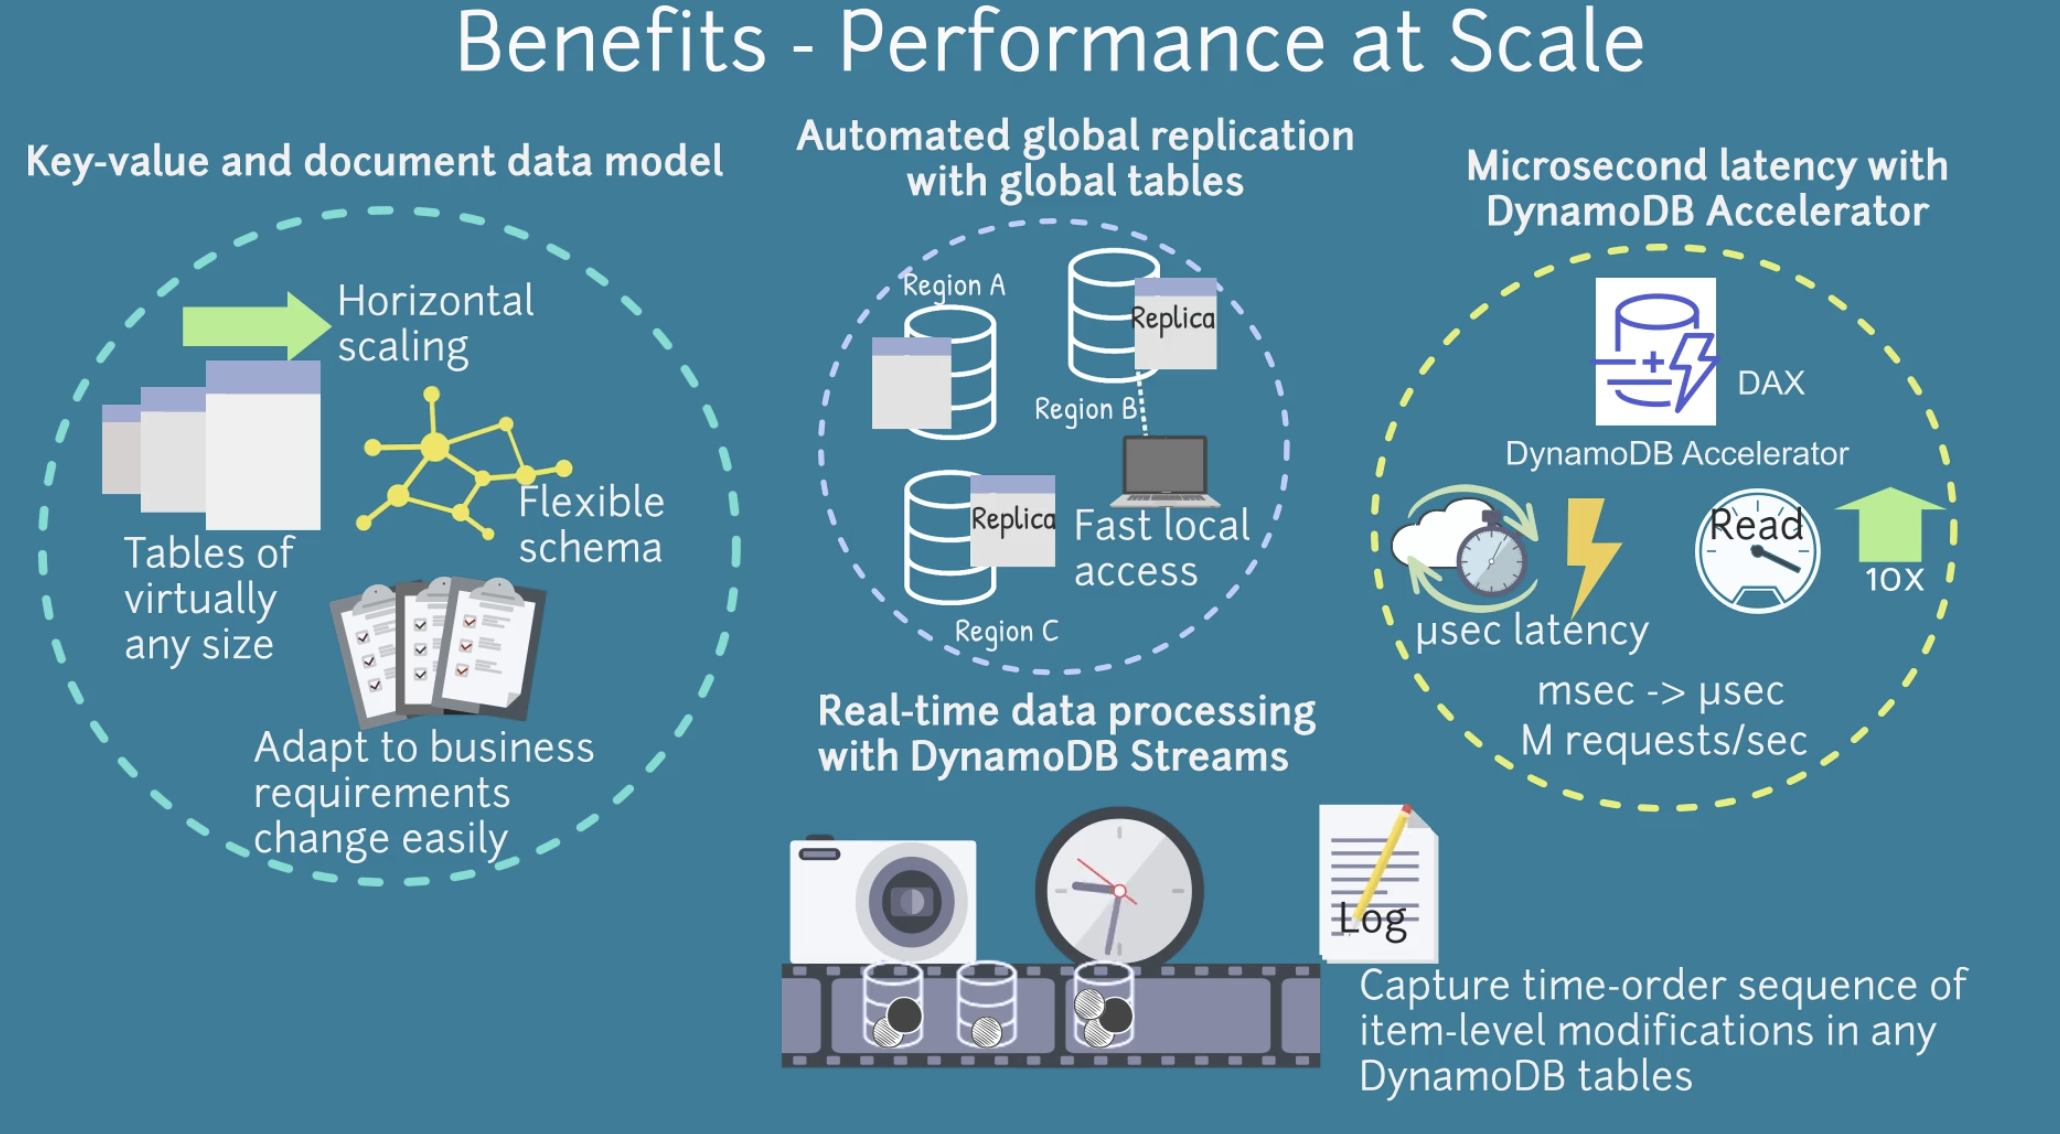 Benefits - Performance at Scale
Key-value and document data model
Horizontal
scaling
Flexible
schema
Tables of
virtually
any size
Adapt to business
requirements
change easily
Automated global replication
with global tables
Region A
Replica
Region B
Replica
Fast local
access
Region C
Microsecond latency with
DynamoDB Accelerator
DAX
DynamoDB Accelerator
Read
10X
µsec latency
msec -> µsec
M requests/sec
Real-time data processing
with DynamoDB Streams
Log
Capture time-order sequence of
item-level modifications in any
DynamoDB tables